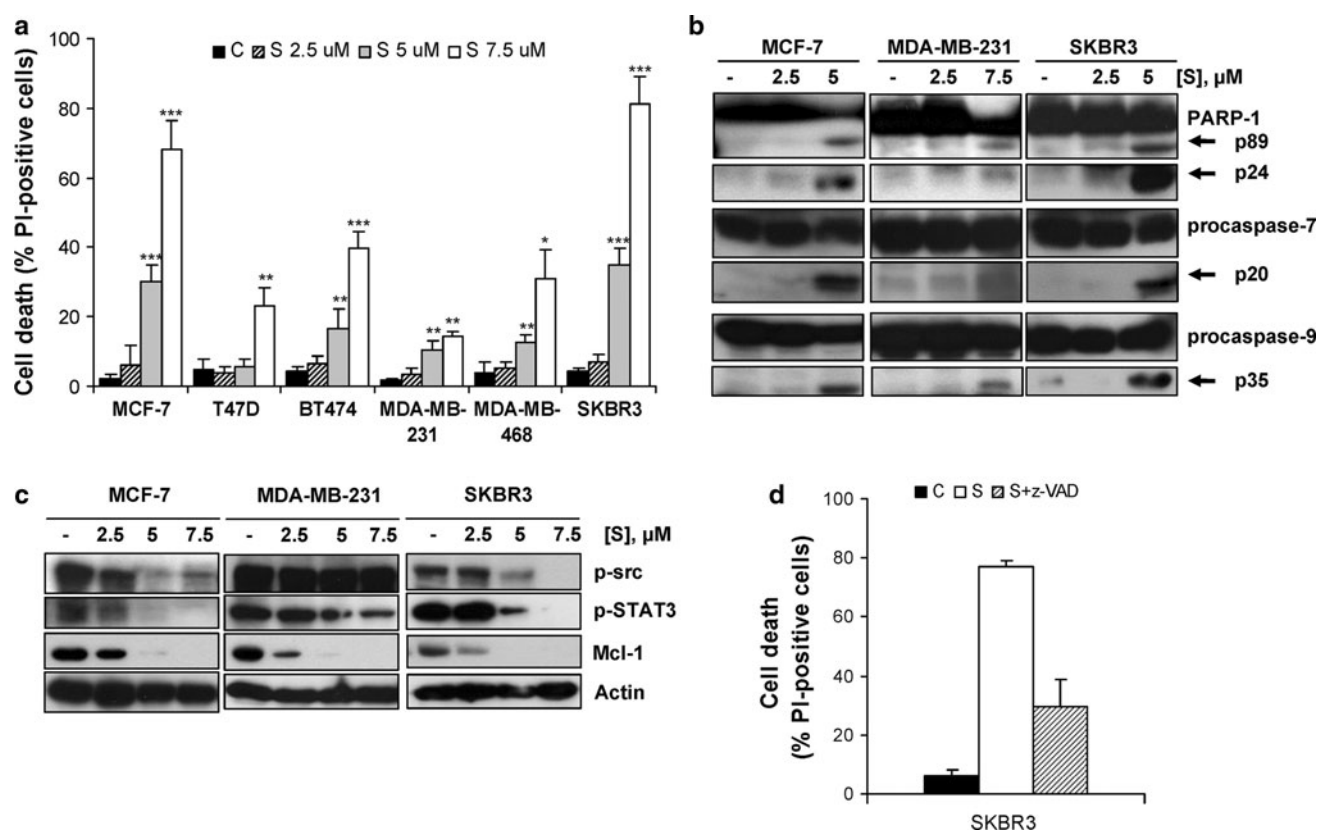 a
Cell death (% PI-positive cells)
100
80
60
40
20
0
C S 2.5 uM S 5 uM S 7.5 uM
***
***
**
**
***
**
**
**
*
***
***
MCF-7 T47D BT474 MDA-MB-231 MDA-MB-468 SKBR3
b
MCF-7 MDA-MB-231 SKBR3
- 2.5 5 - 2.5 7.5 - 2.5 5 [S], µM
PARP-1
p89
p24
procaspase-7
p20
procaspase-9
p35
c
MCF-7 MDA-MB-231 SKBR3
- 2.5 5 7.5 - 2.5 5 7.5 - 2.5 5 7.5 [S], µM
p-src
p-STAT3
Mcl-1
Actin
d
C S S+z-VAD
Cell death
(% PI-positive cells)
100
80
60
40
20
0
SKBR3